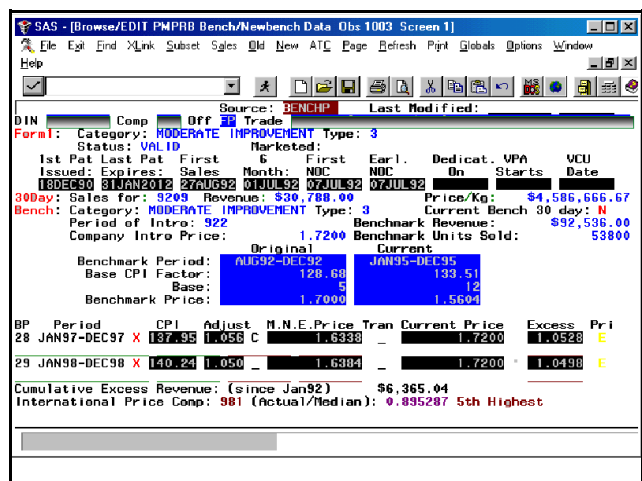 SAS - [Browse/EDIT PMPRB Bench/Newbench Data Obs 1003 Screen 1]
File Exit Find XLink Subset Sales Old New ATC Page Refresh Print Globals Options Window
Help
Source: BENCHP Last Modified:
DIN Comp Off EP Trade
Form1: Category: MODERATE IMPROVEMENT Type: 3
Status: VALID Marketed:
1st Pat Last Pat First 6 First Earl. Dedicat. VPA VCU
Issued: Expires: Sales Month: NOC NOC On Starts Date
18DEC90 31JAN2012 27AUG92 01JUL92 07JUL92 07JUL92
30Day: Sales for: 9209 Revenue: $30,788.00 Price/Kg: $4,586,666.67
Bench: Category: MODERATE IMPROVEMENT Type: 3 Current Bench 30 day: N
Period of Intro: 922 Benchmark Revenue: $92,536.00
Company Intro Price: 1.7200 Benchmark Units Sold: 53800
Original Current
Benchmark Period: AUG92-DEC92 JAN95-DEC95
Base CPI Factor: 128.68 133.51
Base: 5 12
Benchmark Price: 1.7000 1.5604
BP Period CPI Adjust M.N.E.Price Tran Current Price Excess Pri
28 JAN97-DEC97 X 137.95 1.056 C 1.6338 _ 1.7200 1.0528 E
29 JAN98-DEC98 X 140.24 1.050 _ 1.6384 _ 1.7200 * 1.0498 E
Cumulative Excess Revenue: (since Jan92) $6,365.04
International Price Comp: 981 (Actual/Median): 0.895287 5th Highest